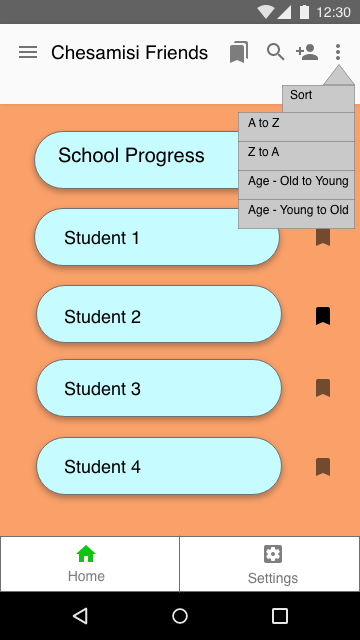 12:30
Chesamisi Friends
Sort
A to Z
Z to A
Age - Old to Young
Age - Young to Old
School Progress
Student 1
Student 2
Student 3
Student 4
Home
Settings